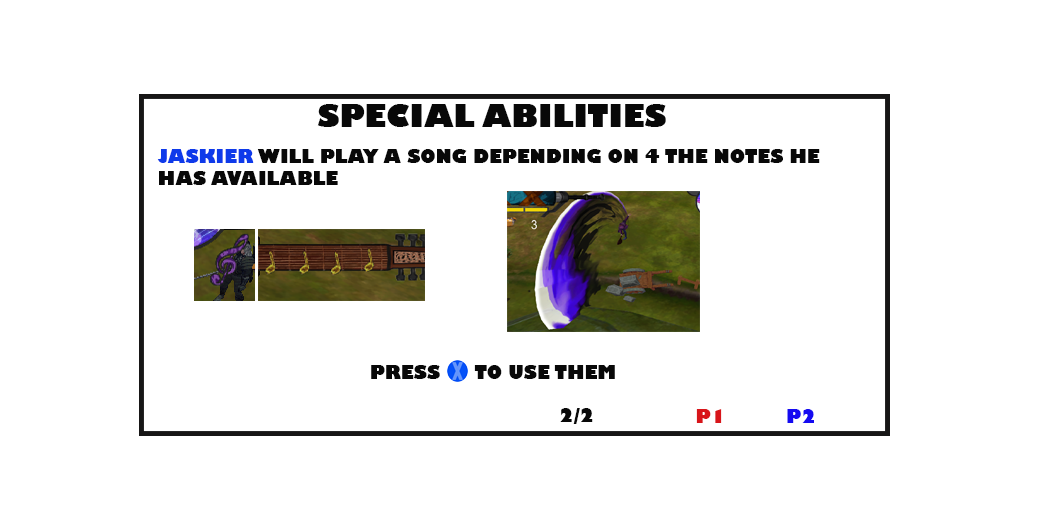 SPECIAL ABILITIES
JASKIER WILL PLAY A SONG DEPENDING ON 4 THE NOTES HE
HAS AVAILABLE
3
PRESS X TO USE THEM
2/2 P1 P2